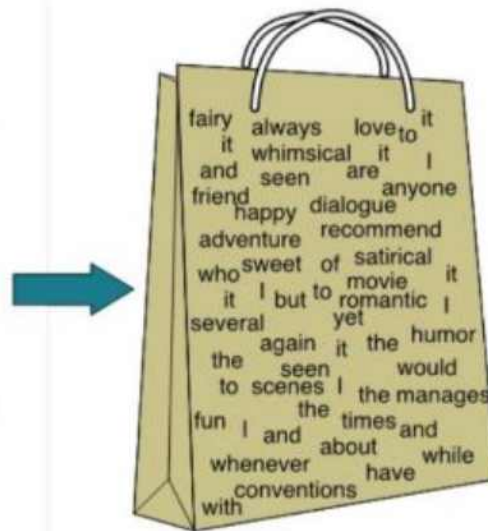 fairy always love to it
it whimsical it I
and seen are anyone
friend happy dialogue
adventure recommend
who sweet of satirical
it I but to movie it
romantic I
several yet
again it the humor
the seen would
to scenes I the manages
fun the times and
I and about while
whenever have
conventions
with